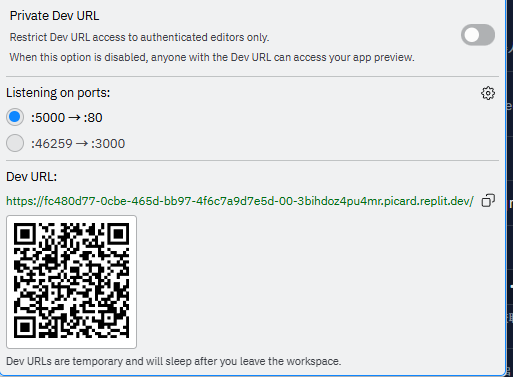 Private Dev URL
Restrict Dev URL access to authenticated editors only.
When this option is disabled, anyone with the Dev URL can access your app preview.
Listening on ports:
:5000 → :80
:46259 → :3000
Dev URL:
https://fc480d77-0cbe-465d-bb97-4f6c7a9d7e5d-00-3bihdoz4pu4mr.picard.replit.dev/
Dev URLs are temporary and will sleep after you leave the workspace.